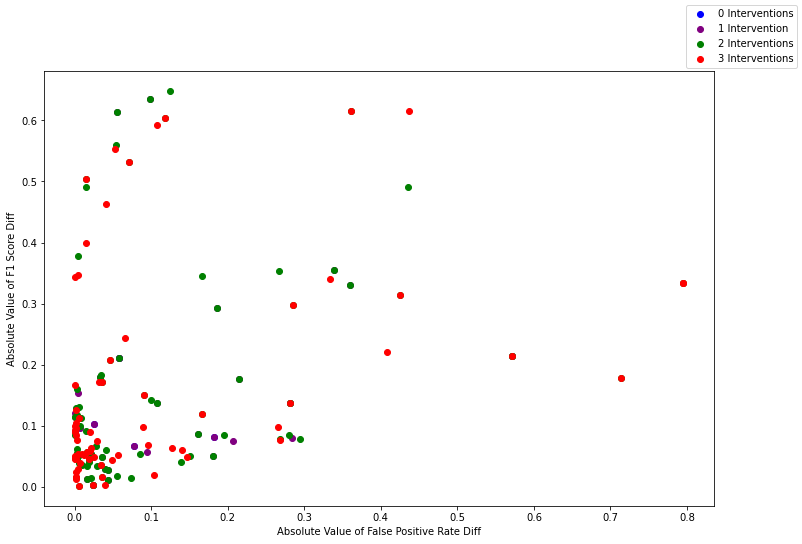 0 Interventions
1 Intervention
2 Interventions
3 Interventions
0.6
0.5
0.4
0.3
0.2
0.1
0.0
Absolute Value of F1 Score Diff
0.0 0.1 0.2 0.3 0.4 0.5 0.6 0.7 0.8
Absolute Value of False Positive Rate Diff